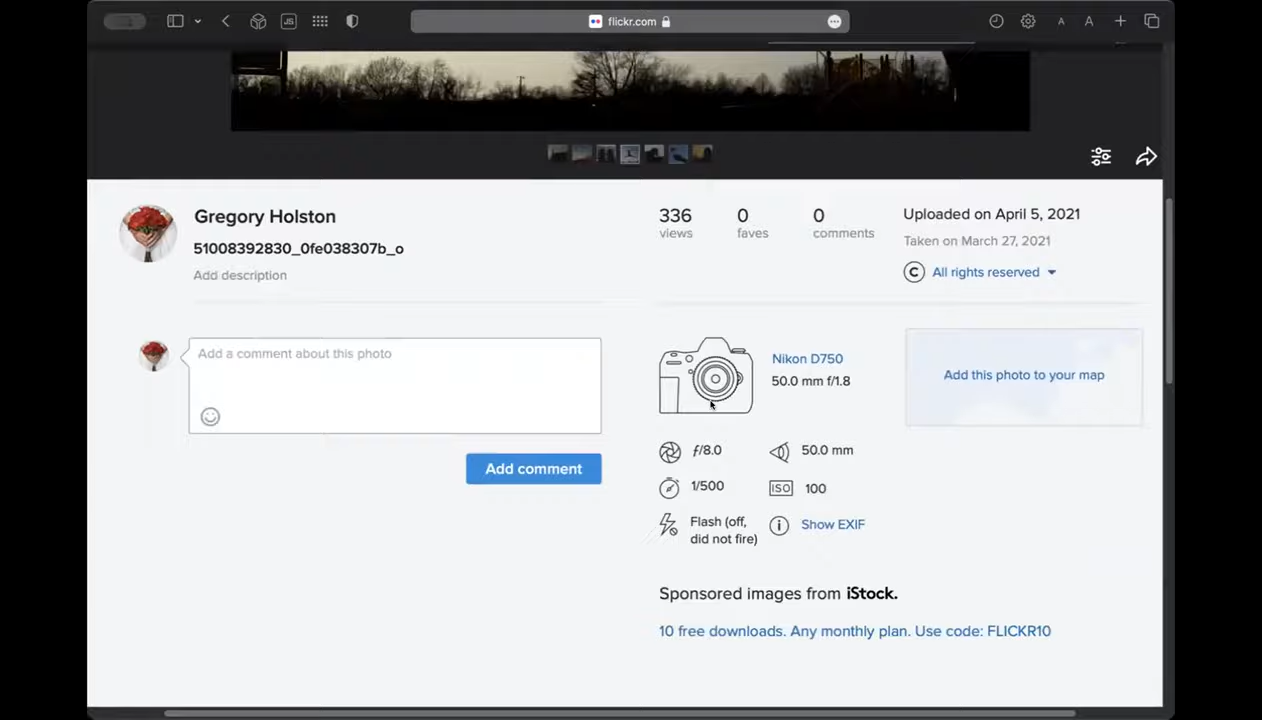 JS
flickr.com
A A
Gregory Holston
51008392830_0fe038307b_o
Add description
336
views
0
faves
0
comments
Uploaded on April 5, 2021
Taken on March 27, 2021
C All rights reserved
Add a comment about this photo
Add comment
Nikon D750
50.0 mm f/1.8
Add this photo to your map
ƒ/8.0
50.0 mm
1/500
ISO 100
Flash (off,
did not fire)
Show EXIF
Sponsored images from iStock.
10 free downloads. Any monthly plan. Use code: FLICKR10